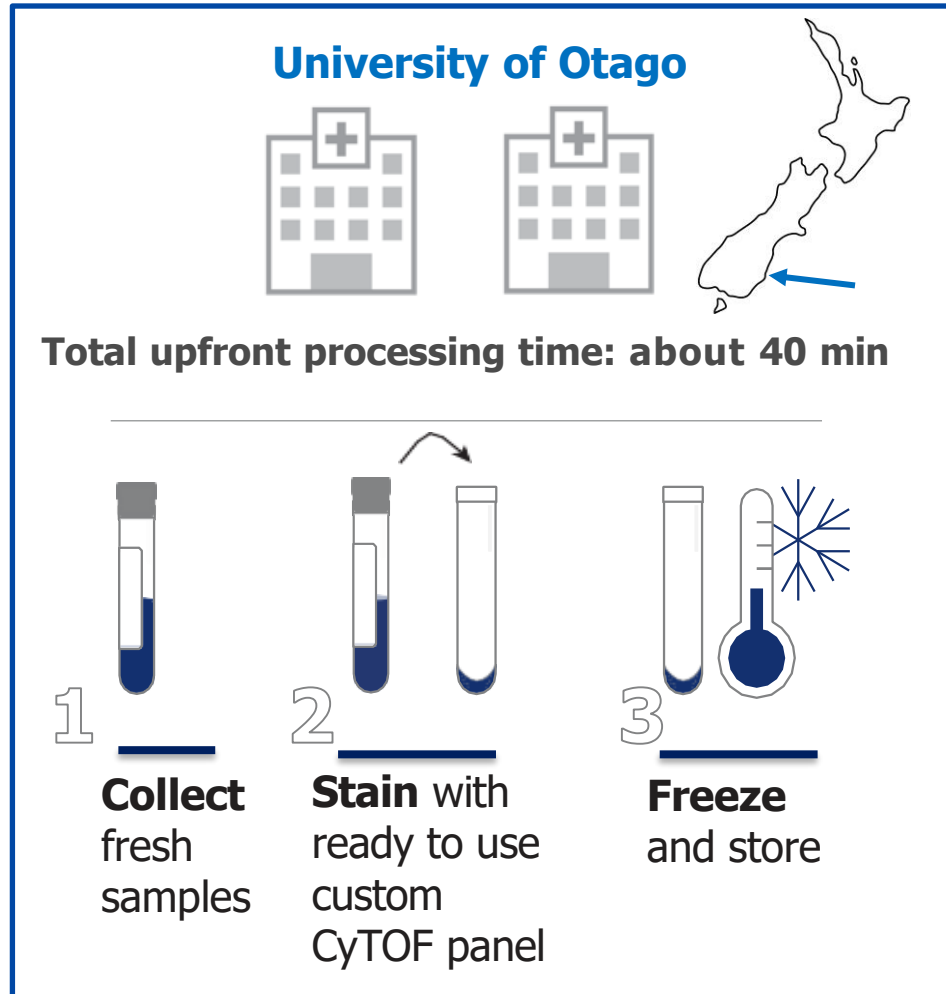 University of Otago
Total upfront processing time: about 40 min
1
Collect
fresh
samples
2
Stain with
ready to use
custom
CyTOF panel
3
Freeze
and store